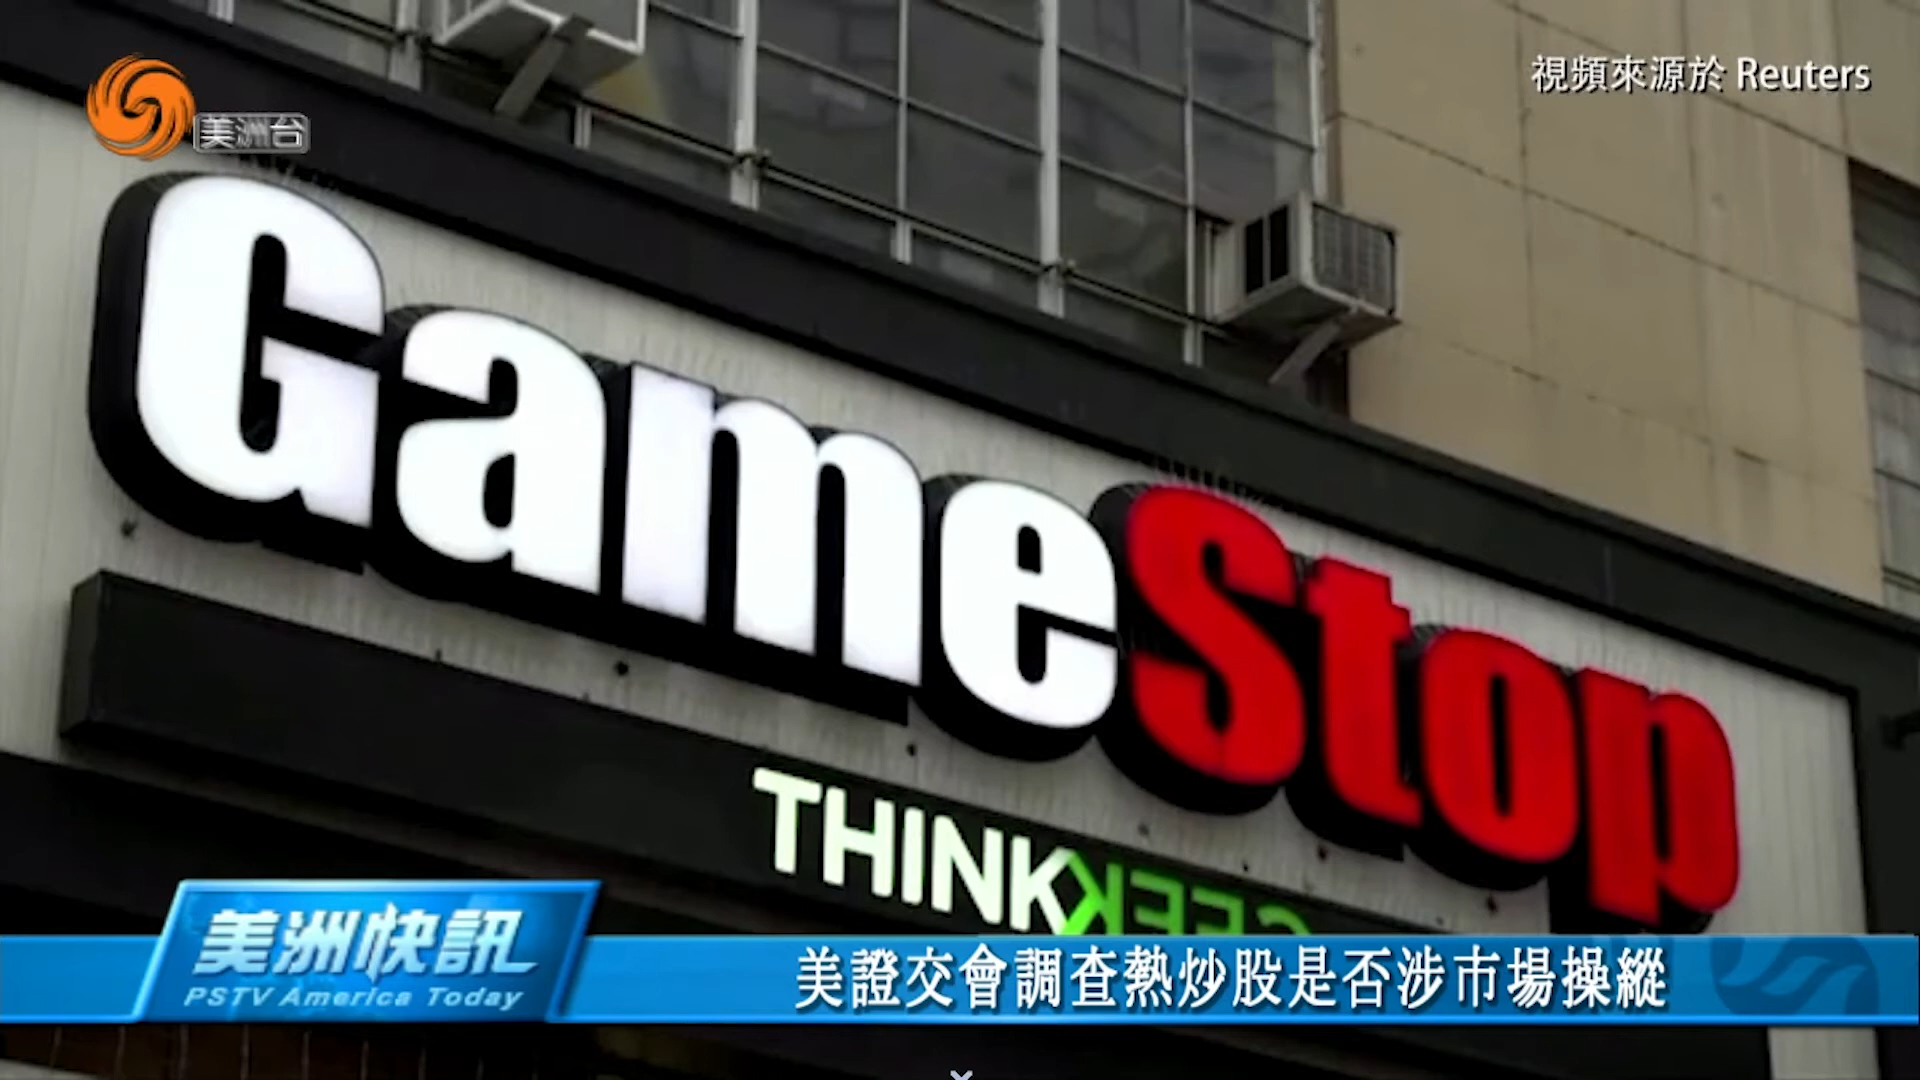 視頻來源於 Reuters
美洲台
GameStop
THINKGEEK
美洲快訊
PSTV America Today
美證交會調查熱炒股是否涉市場操縱